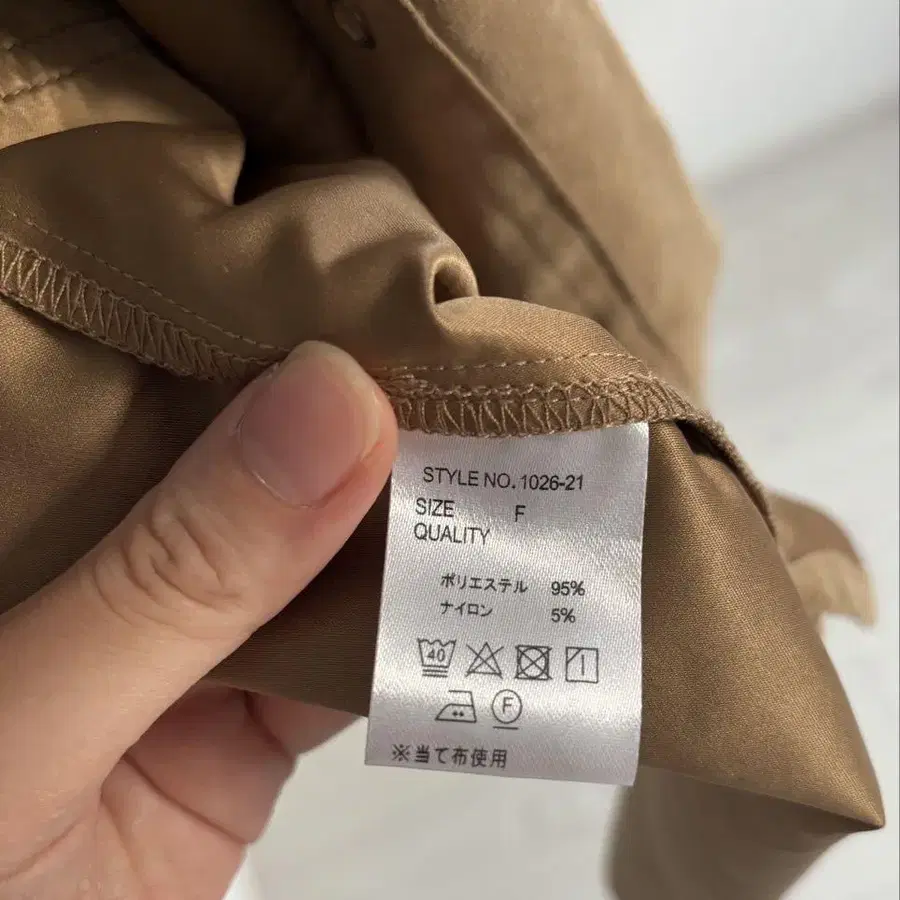 STYLE NO. 1026-21
SIZE F
QUALITY
ポリエステル 95%
ナイロン 5%
40
F
※当て布使用